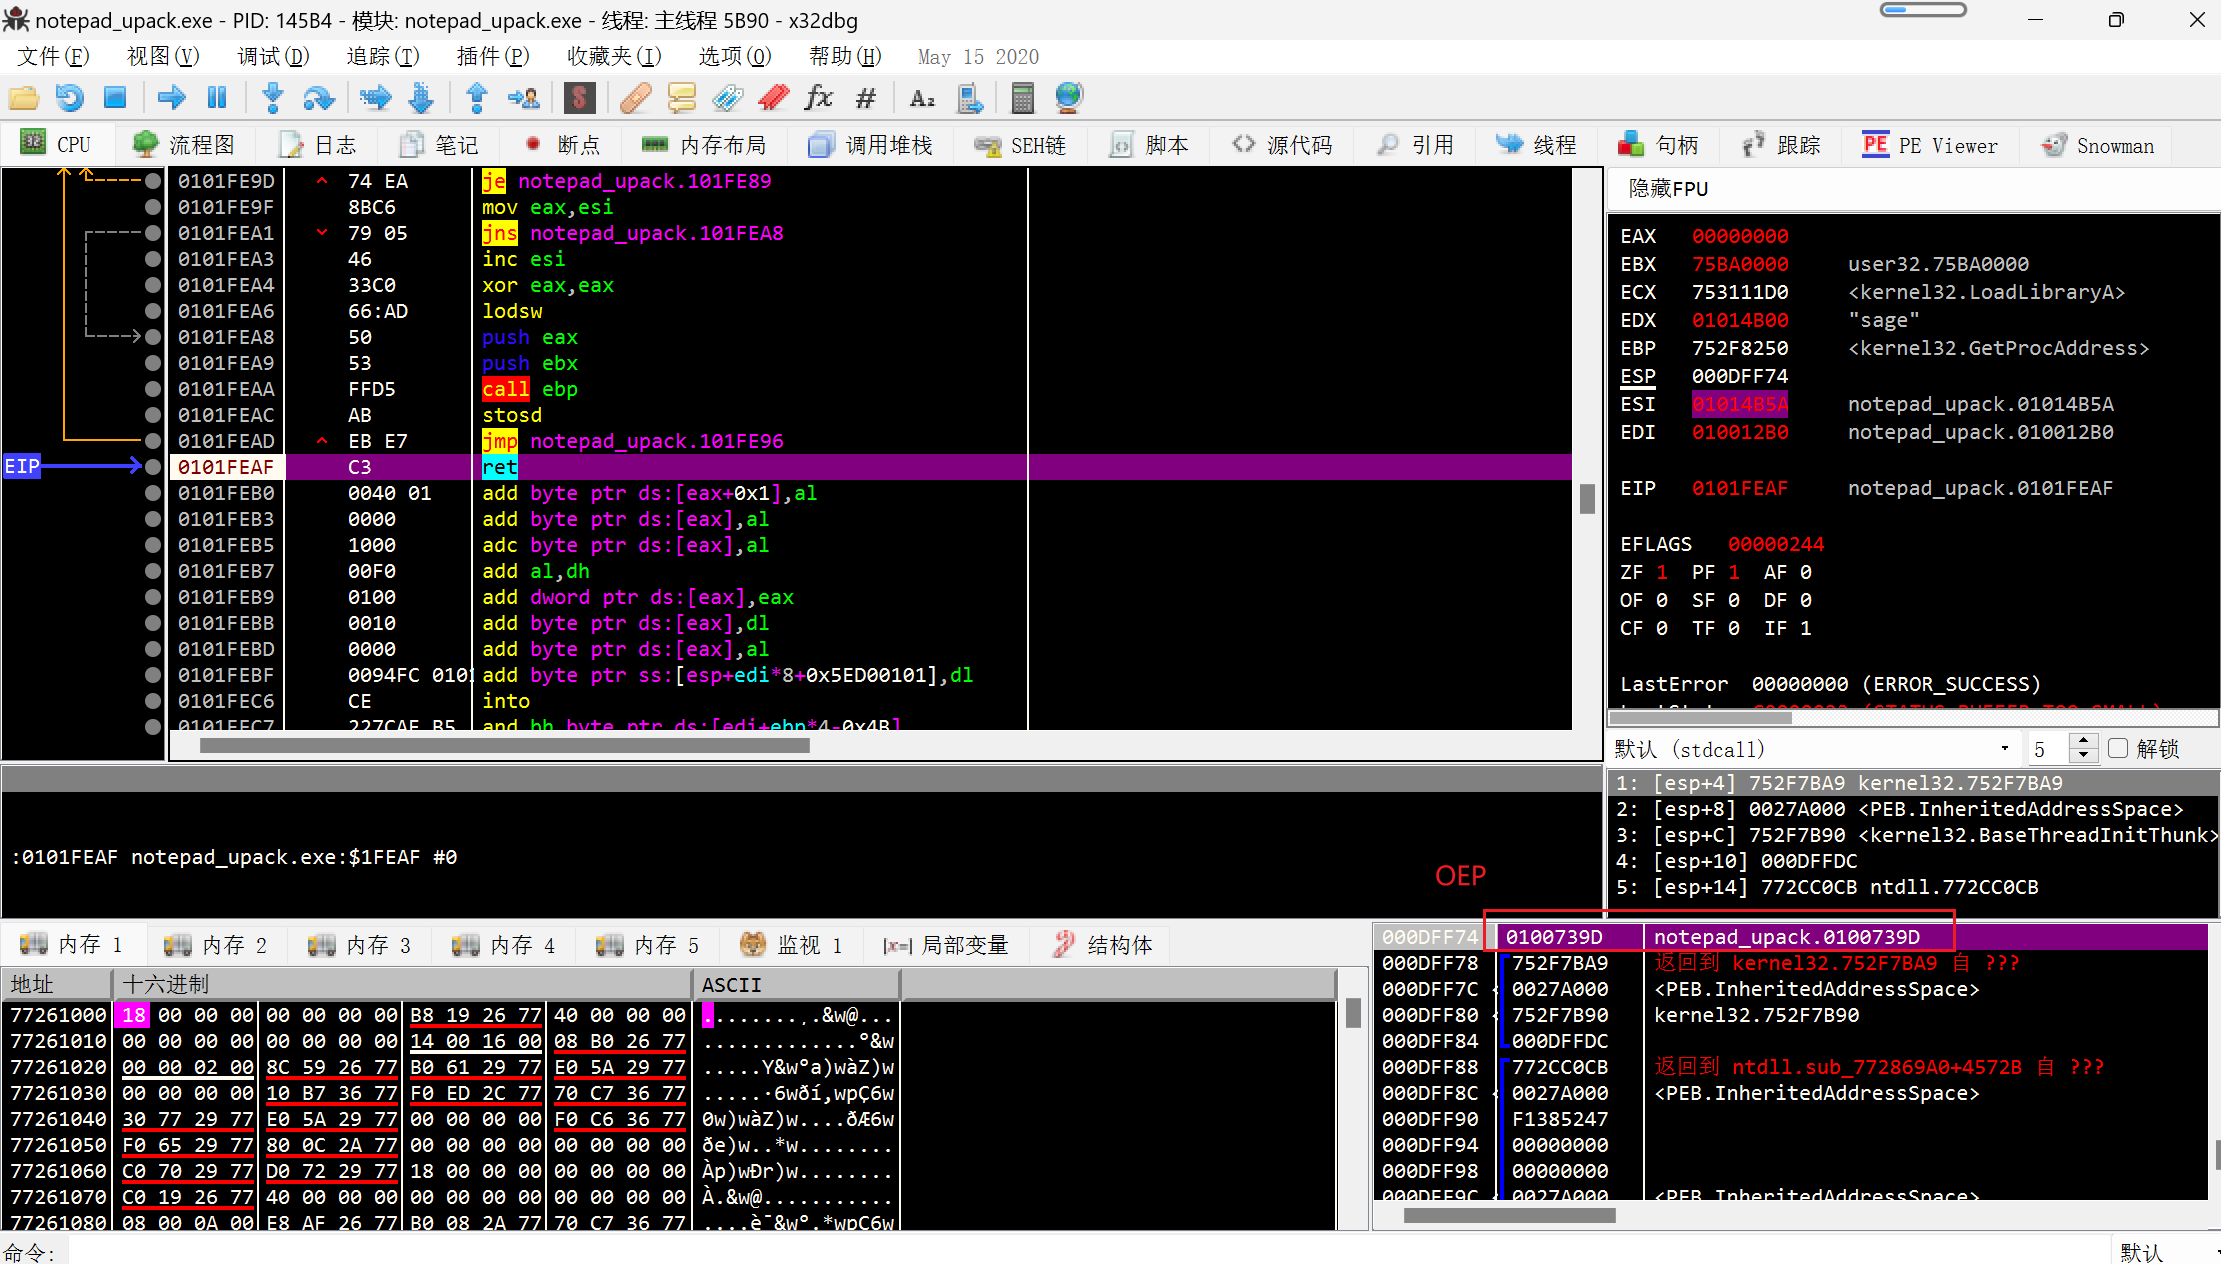 notepad_upack.exe - PID: 145B4 - 模块: notepad_upack.exe - 线程: 主线程 5B90 - x32dbg
文件(F) 视图(V) 调试(D) 追踪(T) 插件(P) 收藏夹(I) 选项(O) 帮助(H) May 15 2020
CPU 流程图 日志 笔记 断点 内存布局 调用堆栈 SEH链 脚本 源代码 引用 线程 句柄 跟踪 PE Viewer Snowman
0101FE9D 74 EA je notepad_upack.101FE89
0101FE9F 8BC6 mov eax,esi
0101FEA1 79 05 jns notepad_upack.101FEA8
0101FEA3 46 inc esi
0101FEA4 33C0 xor eax,eax
0101FEA6 66:AD lodsw
0101FEA8 50 push eax
0101FEA9 53 push ebx
0101FEAA FFD5 call ebp
0101FEAC AB stosd
0101FEAD EB E7 jmp notepad_upack.101FE96
EIP 0101FEAF C3 ret
0101FEB0 0040 01 add byte ptr ds:[eax+0x1],al
0101FEB3 0000 add byte ptr ds:[eax],al
0101FEB5 1000 adc byte ptr ds:[eax],al
0101FEB7 00F0 add al,dh
0101FEB9 0100 add dword ptr ds:[eax],eax
0101FEBB 0010 add byte ptr ds:[eax],dl
0101FEBD 0000 add byte ptr ds:[eax],al
0101FEBF 0094FC 0101 add byte ptr ss:[esp+edi*8+0x5ED00101],dl
0101FEC6 CE into
0101FEC7 227CAE B5 and bh,byte ptr ds:[edi+ebp*4-0x4B]
隐藏FPU
EAX 00000000
EBX 75BA0000 user32.75BA0000
ECX 753111D0 <kernel32.LoadLibraryA>
EDX 01014B00 "sage"
EBP 752F8250 <kernel32.GetProcAddress>
ESP 000DFF74
ESI 01014B5A notepad_upack.01014B5A
EDI 010012B0 notepad_upack.010012B0
EIP 0101FEAF notepad_upack.0101FEAF
EFLAGS 00000244
ZF 1 PF 1 AF 0
OF 0 SF 0 DF 0
CF 0 TF 0 IF 1
LastError 00000000 (ERROR_SUCCESS)
默认 (stdcall) 5 解锁
1: [esp+4] 752F7BA9 kernel32.752F7BA9
2: [esp+8] 0027A000 <PEB.InheritedAddressSpace>
3: [esp+C] 752F7B90 <kernel32.BaseThreadInitThunk>
4: [esp+10] 000DFFDC
5: [esp+14] 772CC0CB ntdll.772CC0CB
:0101FEAF notepad_upack.exe:$1FEAF #0
OEP
内存 1 内存 2 内存 3 内存 4 内存 5 监视 1 |x=| 局部变量 结构体
地址 十六进制 ASCII
77261000 18 00 00 00 00 00 00 00 B8 19 26 77 40 00 00 00 ........¸.&w@...
77261010 00 00 00 00 00 00 00 00 14 00 16 00 08 B0 26 77 .............°&w
77261020 00 00 02 00 8C 59 26 77 B0 61 29 77 E0 5A 29 77 .....Y&w°a)wàZ)w
77261030 00 00 00 00 10 B7 36 77 F0 ED 2C 77 70 C7 36 77 .....·6wðí,wpÇ6w
77261040 30 77 29 77 E0 5A 29 77 00 00 00 00 F0 C6 36 77 0w)wàZ)w....ðÆ6w
77261050 F0 65 29 77 80 0C 2A 77 00 00 00 00 00 00 00 00 ðe)w..*w........
77261060 C0 70 29 77 D0 72 29 77 18 00 00 00 00 00 00 00 Àp)wÐr)w........
77261070 C0 19 26 77 40 00 00 00 00 00 00 00 00 00 00 00 À.&w@...........
77261080 08 00 0A 00 E8 AF 26 77 B0 08 2A 77 70 C7 36 77 ....è¯&w°.*wpÇ6w
000DFF74 0100739D notepad_upack.0100739D
000DFF78 752F7BA9 返回到 kernel32.752F7BA9 自 ???
000DFF7C 0027A000 <PEB.InheritedAddressSpace>
000DFF80 752F7B90 kernel32.752F7B90
000DFF84 000DFFDC
000DFF88 772CC0CB 返回到 ntdll.sub_772869A0+4572B 自 ???
000DFF8C 0027A000 <PEB.InheritedAddressSpace>
000DFF90 F1385247
000DFF94 00000000
000DFF98 00000000
000DFF9C 0027A000 <PEB.InheritedAddressSpace>
命令: 默认